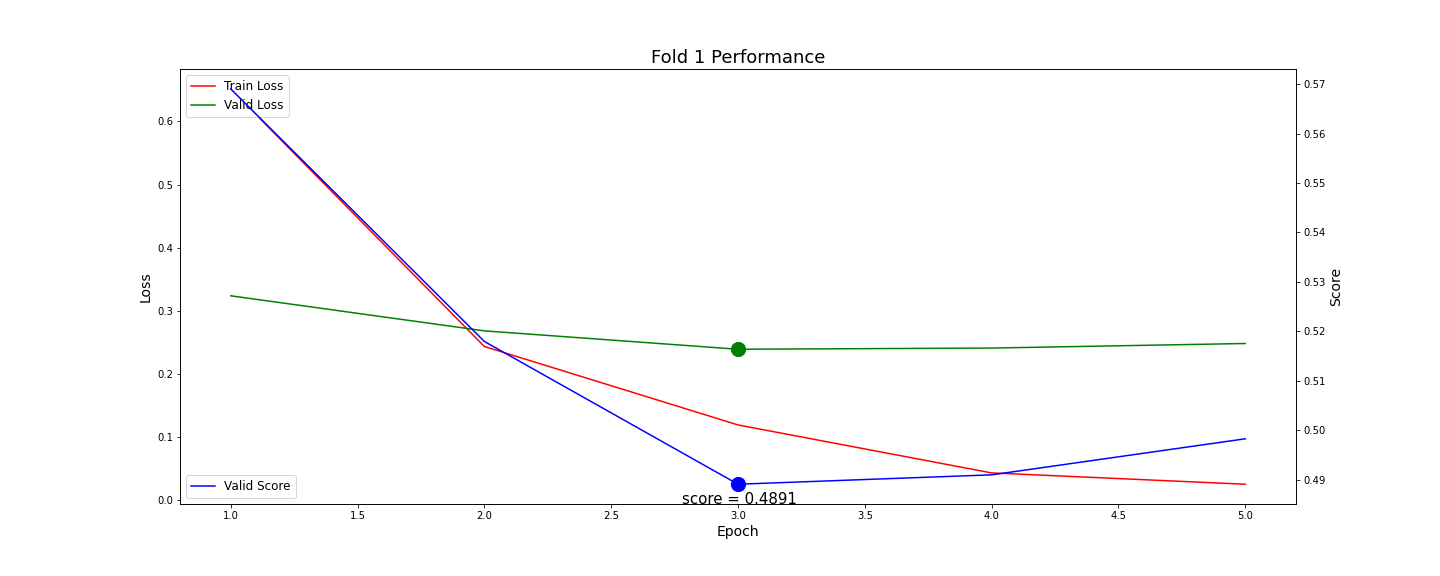 Fold 1 Performance
Train Loss
Valid Loss
Valid Score
Loss
0.6
0.5
0.4
0.3
0.2
0.1
0.0
Score
0.57
0.56
0.55
0.54
0.53
0.52
0.51
0.50
0.49
score = 0.4891
1.0 1.5 2.0 2.5 3.0 3.5 4.0 4.5 5.0
Epoch